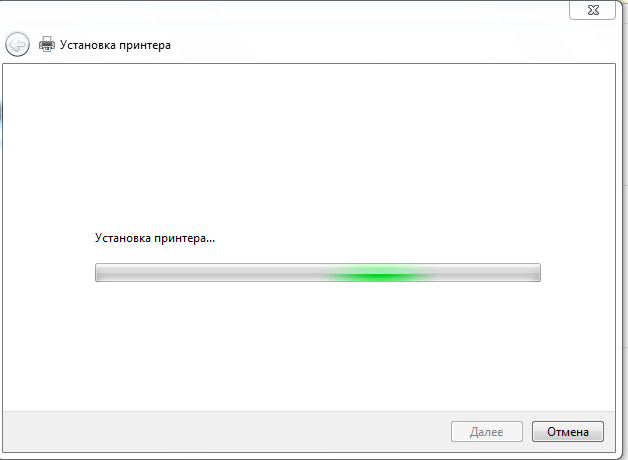 Установка принтера
Установка принтера...
Далее
Отмена